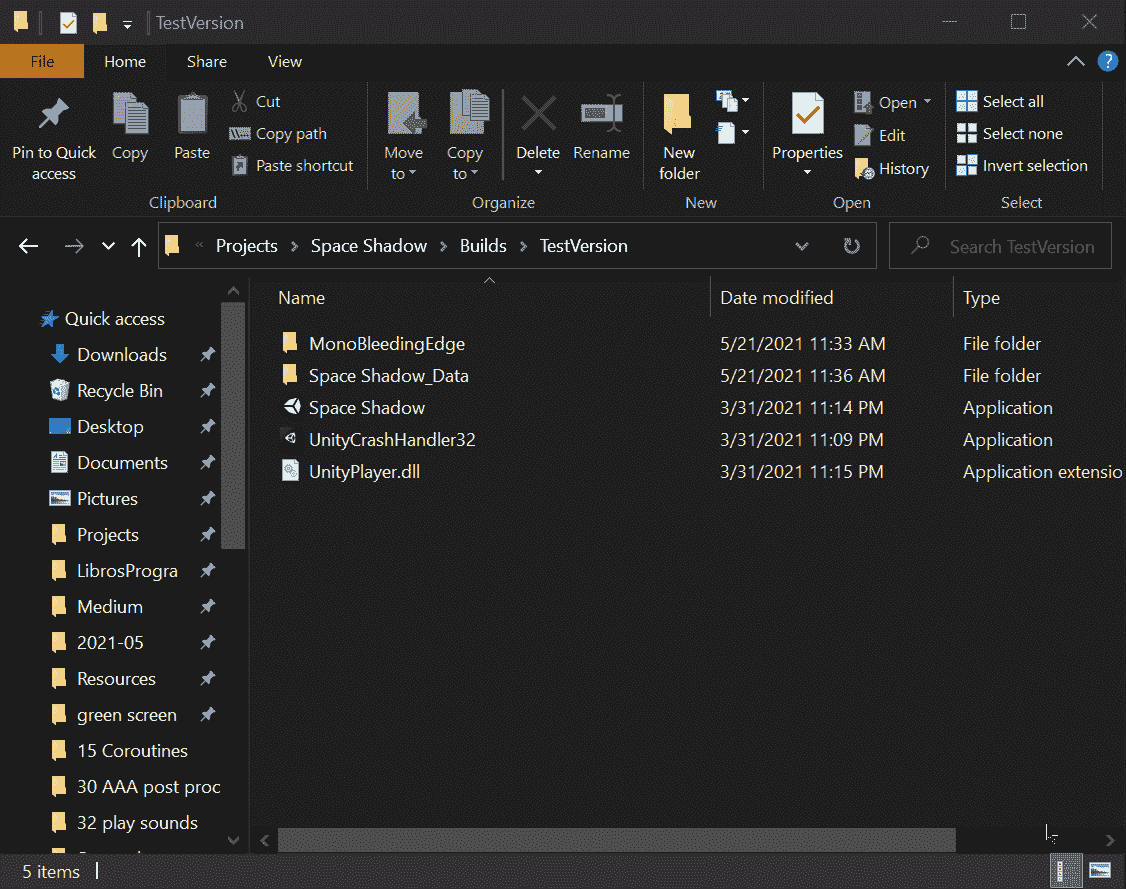 TestVersion
File Home Share View
Pin to Quick access
Copy
Paste
Cut
Copy path
Paste shortcut
Clipboard
Move to
Copy to
Delete
Rename
Organize
New folder
New
Properties
Open
Edit
History
Open
Select all
Select none
Invert selection
Select
« Projects > Space Shadow > Builds > TestVersion
Search TestVersion
Quick access
Downloads
Recycle Bin
Desktop
Documents
Pictures
Projects
LibrosProgra
Medium
2021-05
Resources
green screen
15 Coroutines
30 AAA post proc
32 play sounds
Name Date modified Type
MonoBleedingEdge 5/21/2021 11:33 AM File folder
Space Shadow_Data 5/21/2021 11:36 AM File folder
Space Shadow 3/31/2021 11:14 PM Application
UnityCrashHandler32 3/31/2021 11:09 PM Application
UnityPlayer.dll 3/31/2021 11:15 PM Application extensio
5 items